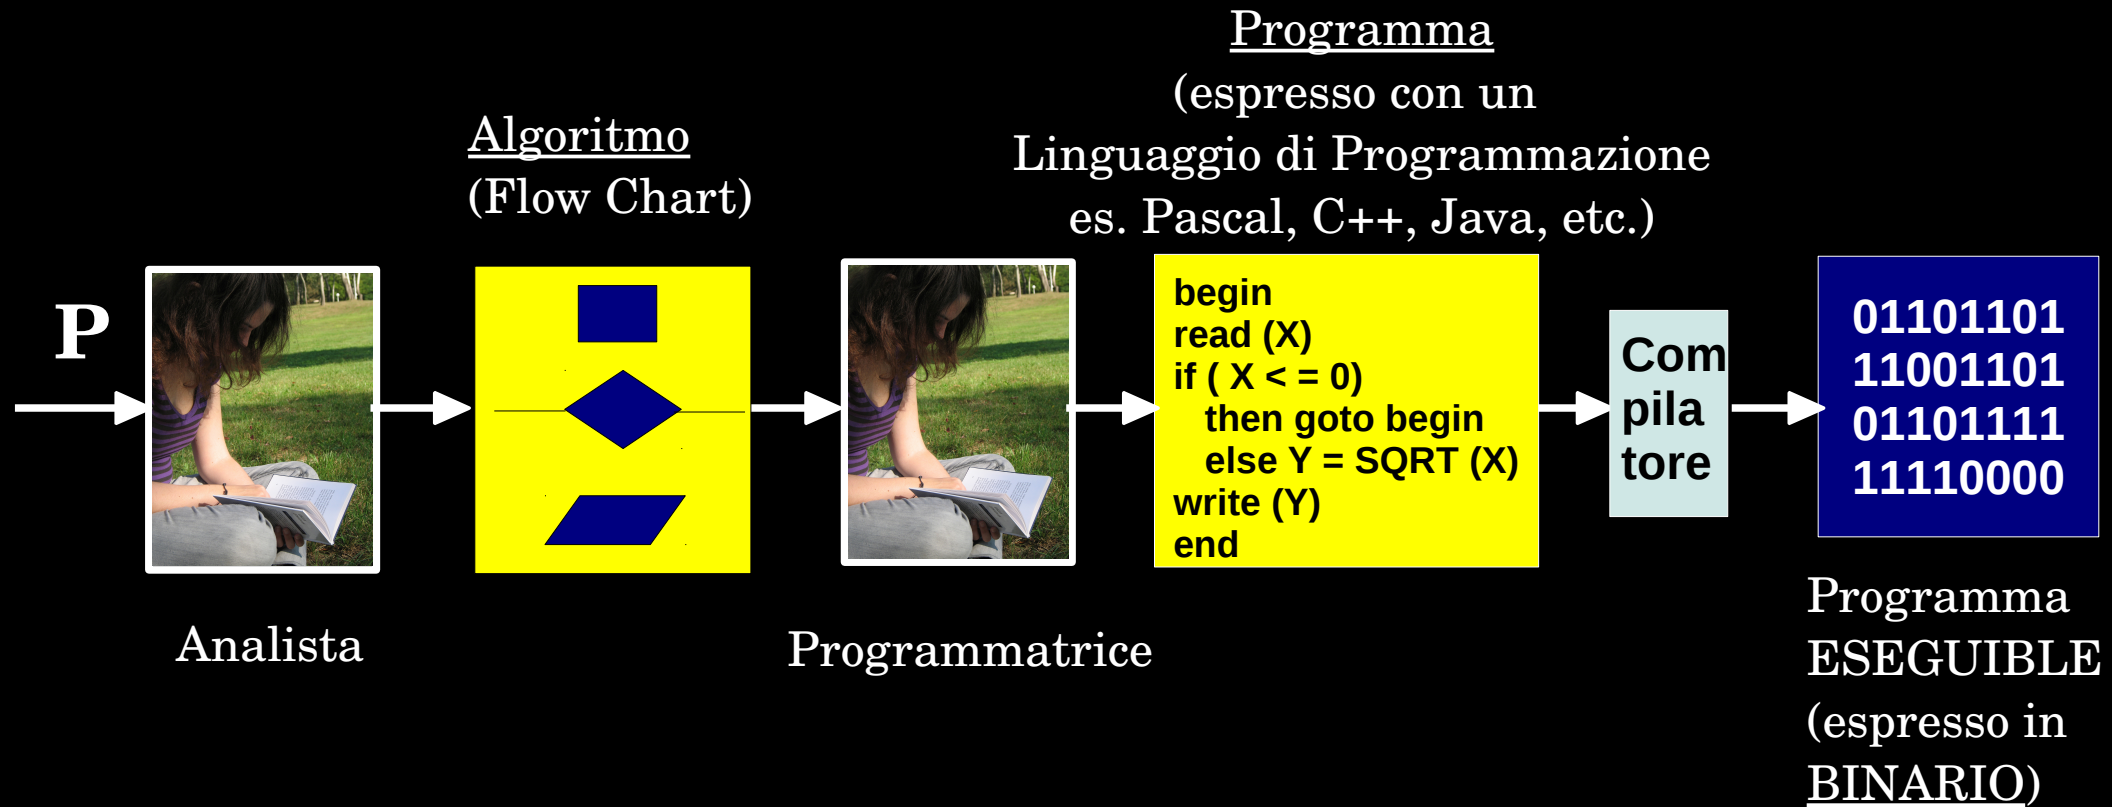 Programma
(espresso con un
Linguaggio di Programmazione
es. Pascal, C++, Java, etc.)
Algoritmo
(Flow Chart)
P
begin
read (X)
if ( X < = 0)
then goto begin
else Y = SQRT (X)
write (Y)
end
Com
pila
tore
01101101
11001101
01101111
11110000
Analista
Programmatrice
Programma
ESEGUIBLE
(espresso in
BINARIO)